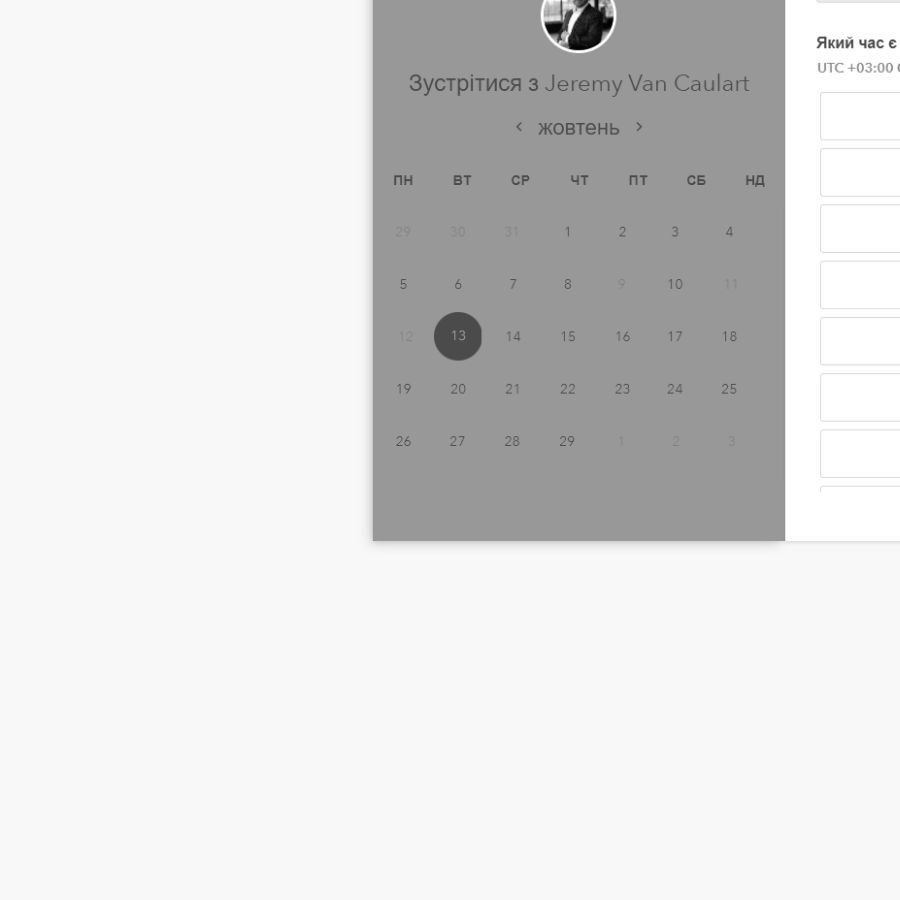 Який час є
UTC +03:00
Зустрітися з Jeremy Van Caulart
‹ жовтень ›
ПН ВТ СР ЧТ ПТ СБ НД
29 30 31 1 2 3 4
5 6 7 8 9 10 11
12 13 14 15 16 17 18
19 20 21 22 23 24 25
26 27 28 29 1 2 3